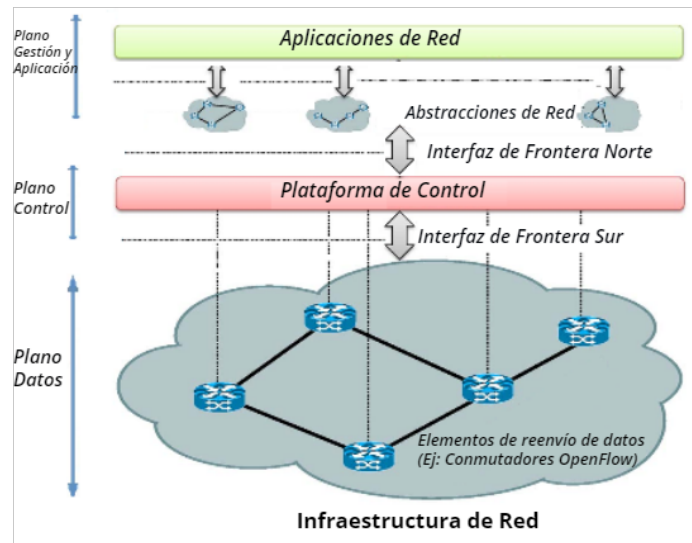 Plano
Gestión y
Aplicación
Aplicaciones de Red
Abstracciones de Red
Interfaz de Frontera Norte
Plano
Control
Plataforma de Control
Interfaz de Frontera Sur
Plano
Datos
Elementos de reenvío de datos
(Ej: Conmutadores OpenFlow)
Infraestructura de Red